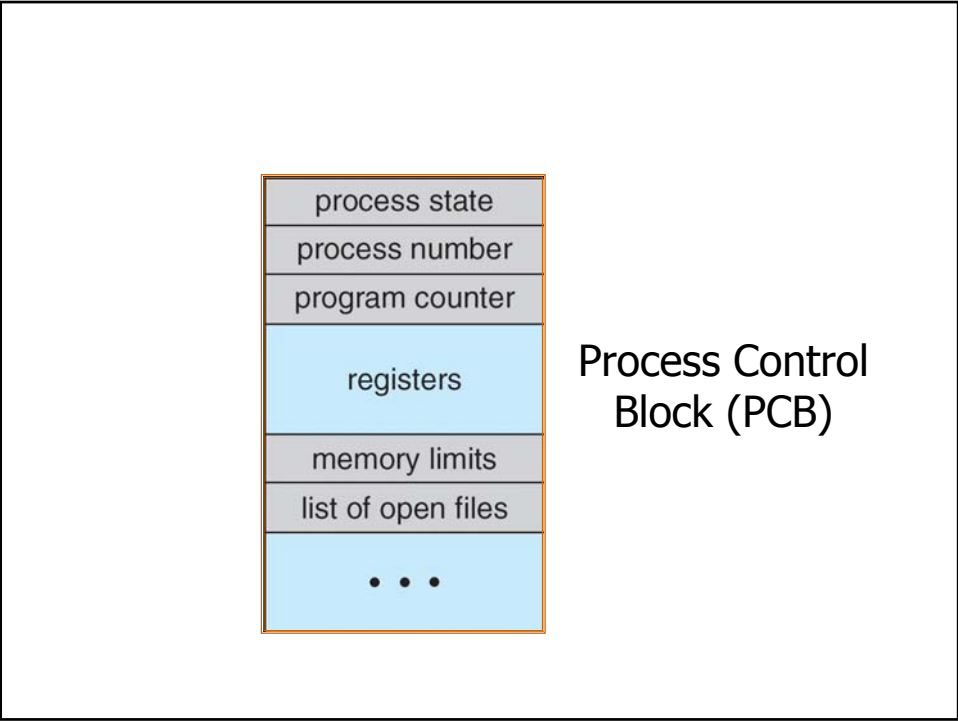 process state
process number
program counter
registers
memory limits
list of open files
• • •
Process Control
Block (PCB)